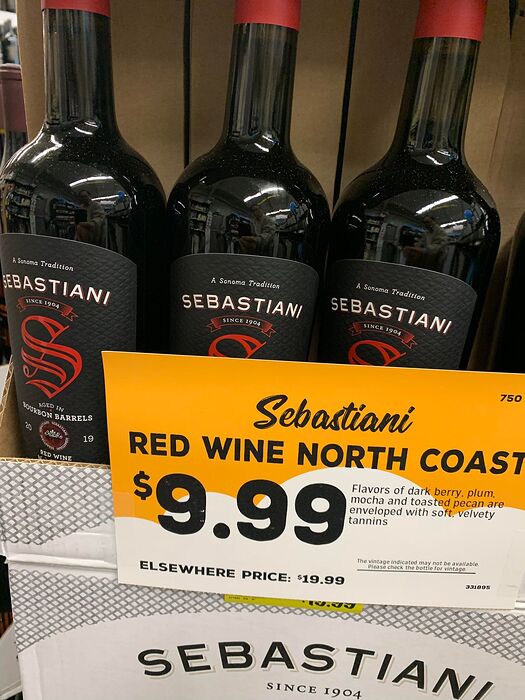 A Sonoma Tradition
SEBASTIANI
SINCE 1904
S
AGED IN
BOURBON BARRELS
20 19
RED WINE
A Sonoma Tradition
SEBASTIANI
SINCE 1904
A Sonoma Tradition
SEBASTIANI
SINCE 1904
750
Sebastiani
RED WINE NORTH COAST
$9.99
Flavors of dark berry, plum,
mocha and toasted pecan are
enveloped with soft, velvety
tannins
ELSEWHERE PRICE: $19.99
The vintage indicated may not be available.
Please check the bottle for vintage.
331895
SEBASTIANI
SINCE 1904